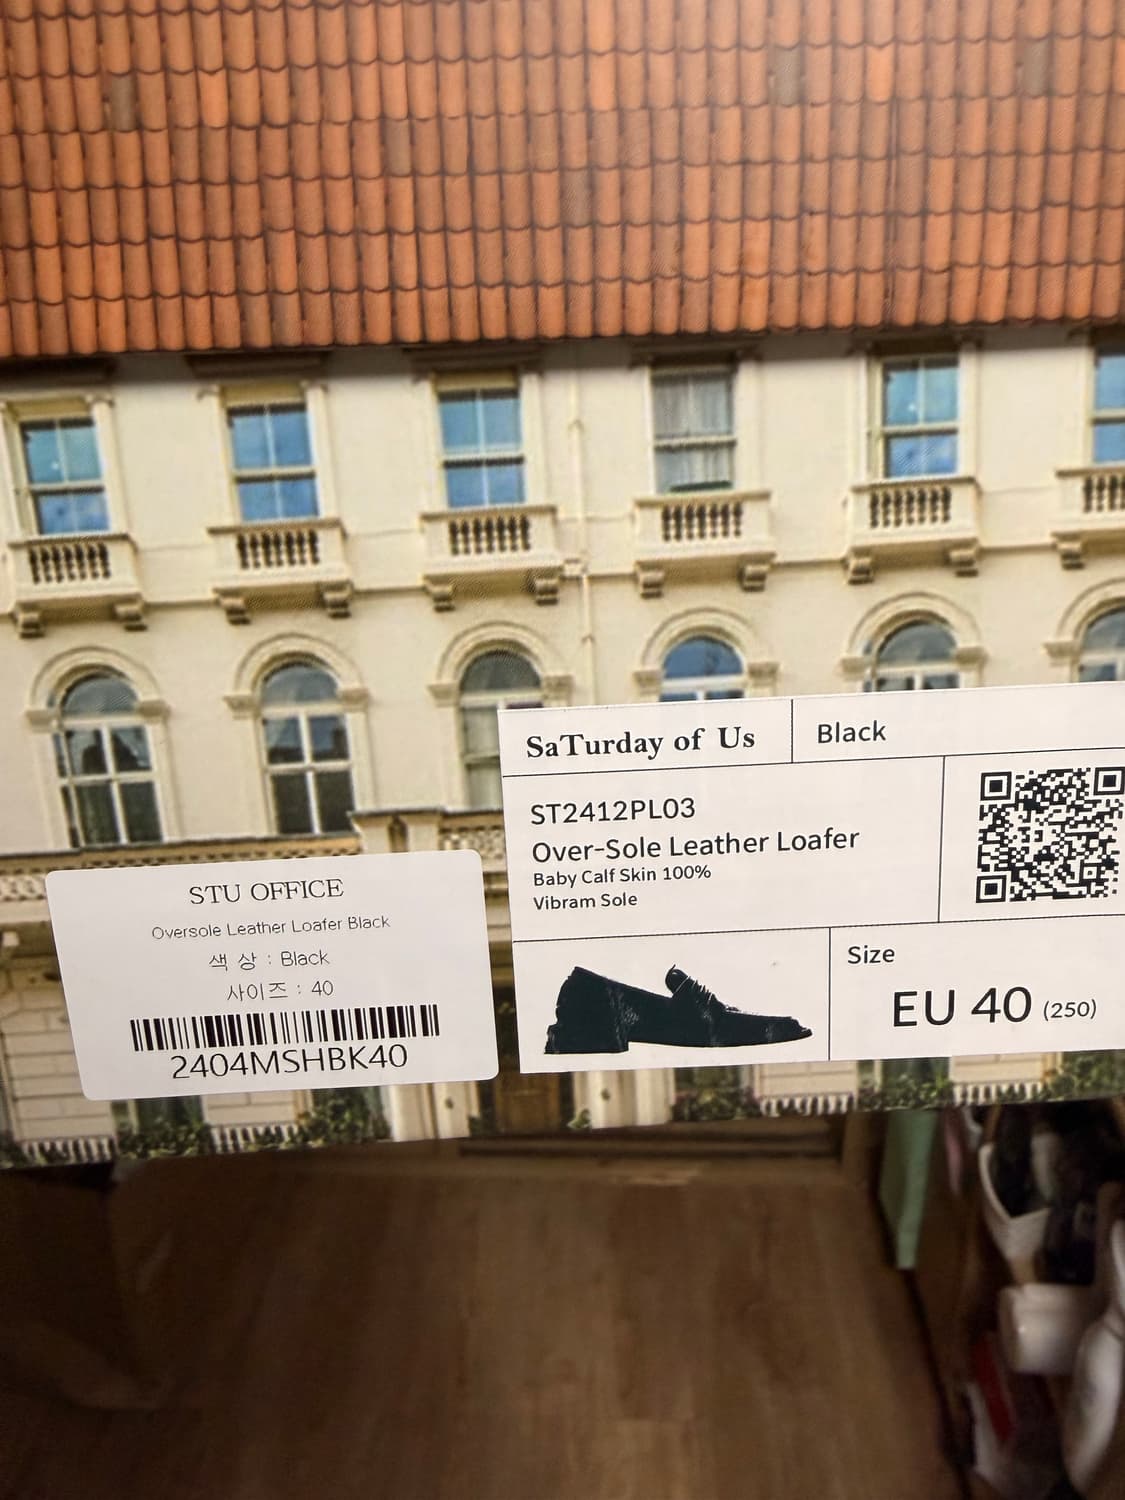 SaTurday of Us
Black
ST2412PL03
Over-Sole Leather Loafer
Baby Calf Skin 100%
Vibram Sole
Size
EU 40 (250)
STU OFFICE
Oversole Leather Loafer Black
색 상 : Black
사이즈 : 40
2404MSHBK40